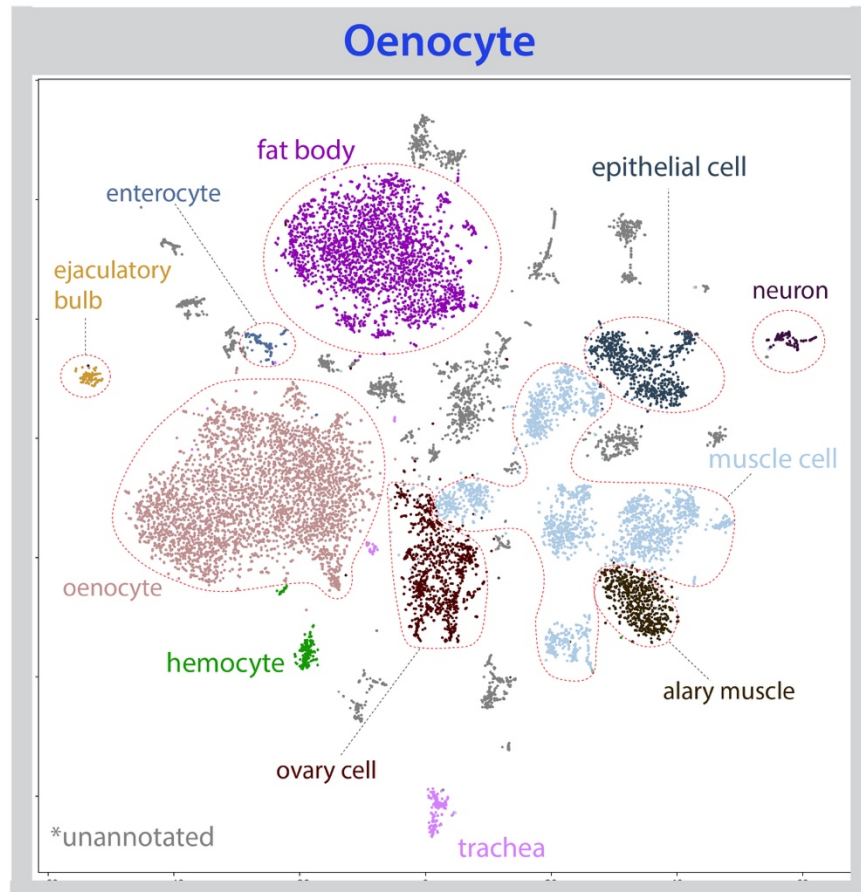 Oenocyte
fat body
epithelial cell
enterocyte
ejaculatory
bulb
neuron
muscle cell
oenocyte
hemocyte
alary muscle
ovary cell
*unannotated
trachea